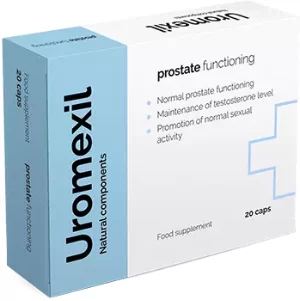 Uromexil
Natural components
prostate functioning
• Normal prostate functioning
• Maintenance of testosterone level
• Promotion of normal sexual
activity
Food supplement
20 caps
20 caps
Food supplement
prostate functioning